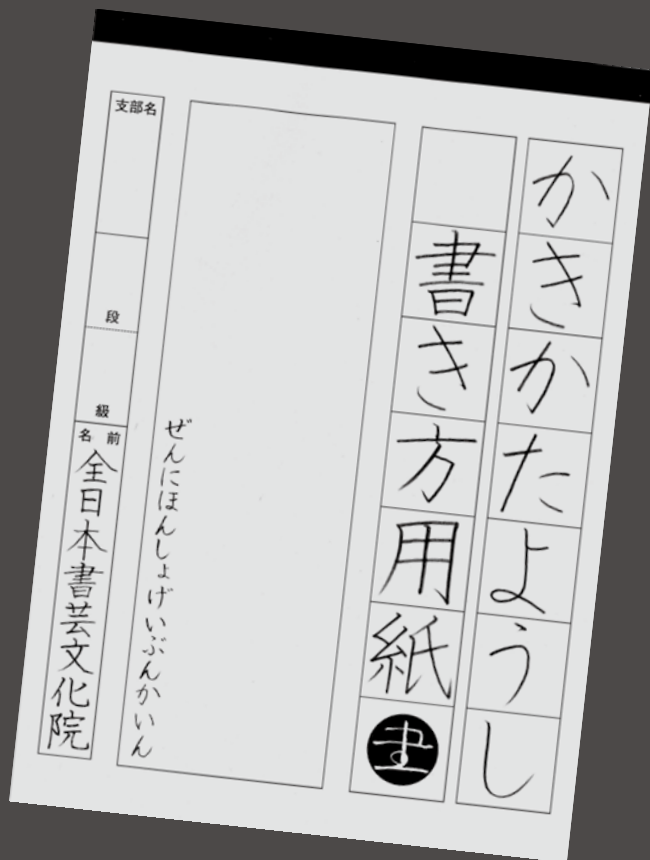 かきかたようし
書き方用紙
ぜんにほんしょげいぶんかいん
支部名
段
級
名前
全日本書芸文化院